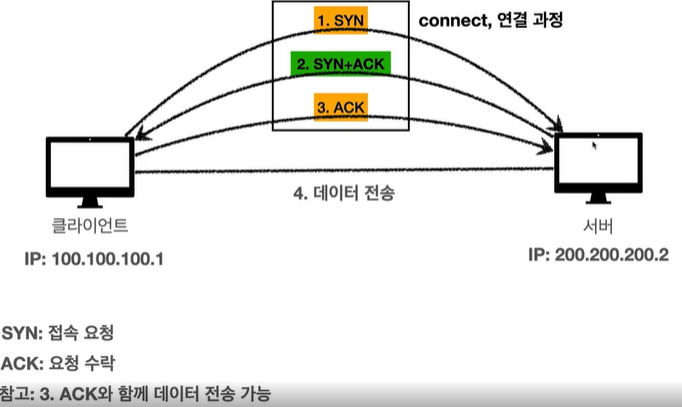 1. SYN
connect, 연결 과정
2. SYN+ACK
3. ACK
4. 데이터 전송
클라이언트
서버
IP: 100.100.100.1
IP: 200.200.200.2
SYN: 접속 요청
ACK: 요청 수락
참고: 3. ACK와 함께 데이터 전송 가능